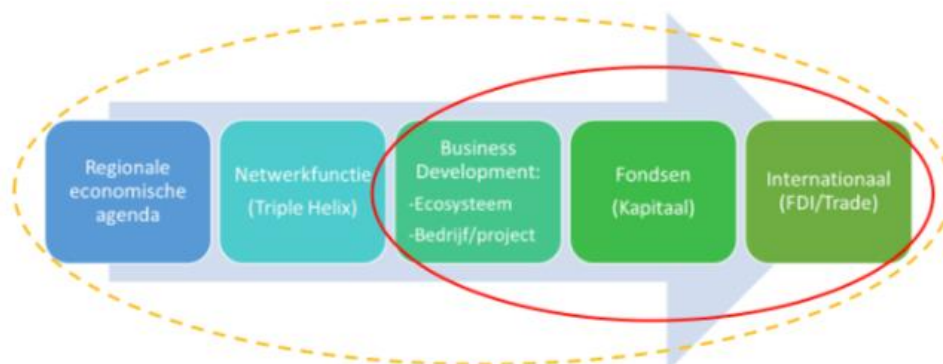 Regionale
economische
agenda
Netwerkfunctie
(Triple Helix)
Business
Development:
-Ecosysteem
-Bedrijf/project
Fondsen
(Kapitaal)
Internationaal
(FDI/Trade)